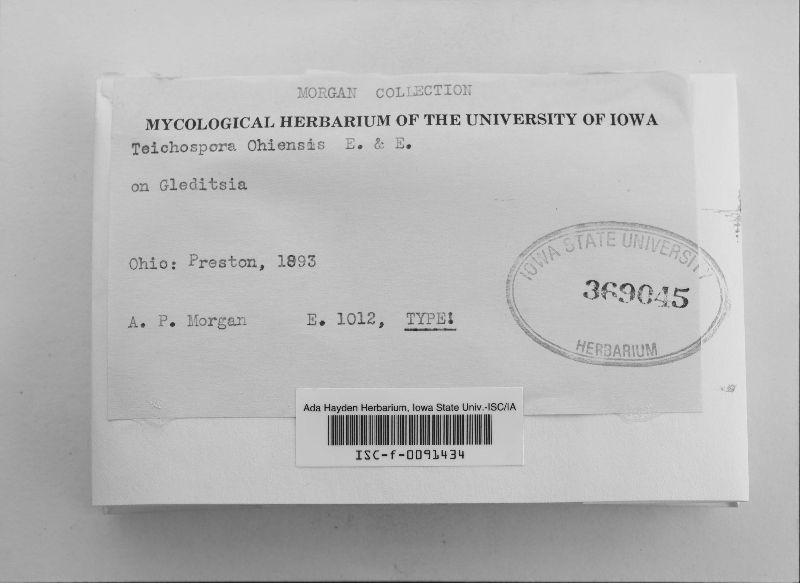 MORGAN COLLECTION
MYCOLOGICAL HERBARIUM OF THE UNIVERSITY OF IOWA
Teichospora Ohiensis E. & E.
on Gleditsia
Ohio: Preston, 1893
A. P. Morgan E. 1012, TYPE!
IOWA STATE UNIVERSITY
369045
HERBARIUM
Ada Hayden Herbarium, Iowa State Univ.-ISC/IA
ISC-f-0091434